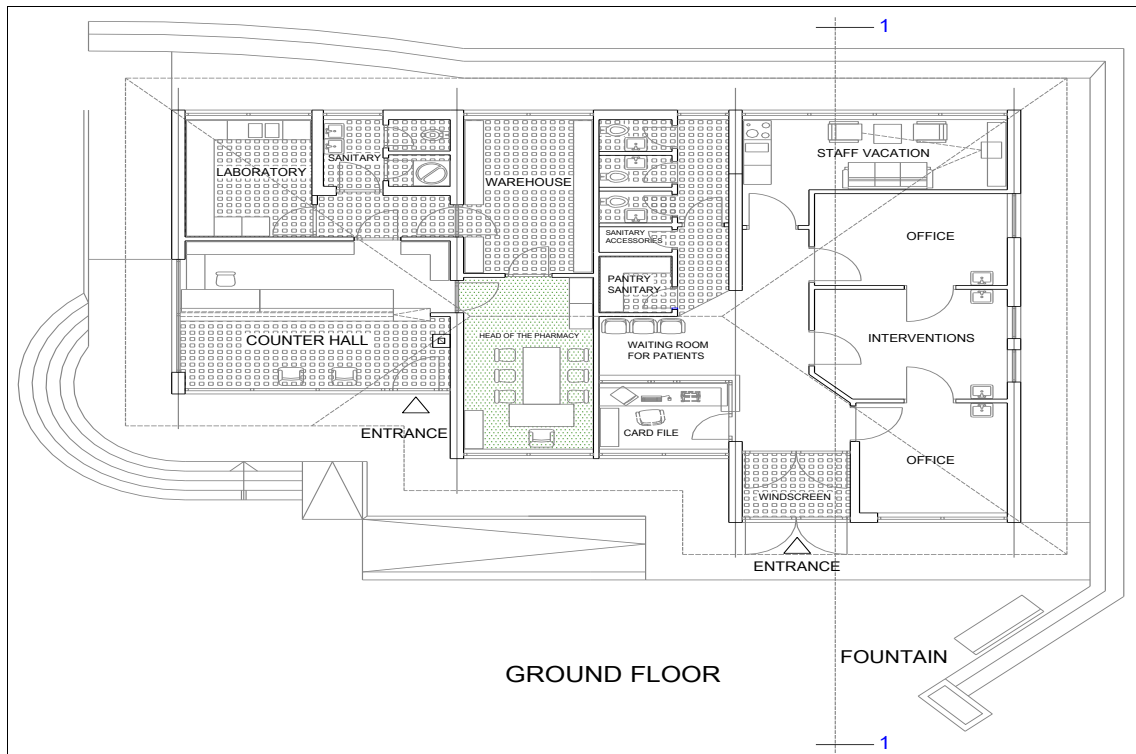 1
LABORATORY
SANITARY
WAREHOUSE
SANITARY
ACCESSORIES
PANTRY
SANITARY
STAFF VACATION
OFFICE
COUNTER HALL
HEAD OF THE PHARMACY
WAITING ROOM
FOR PATIENTS
INTERVENTIONS
CARD FILE
ENTRANCE
OFFICE
WINDSCREEN
ENTRANCE
GROUND FLOOR
FOUNTAIN
1